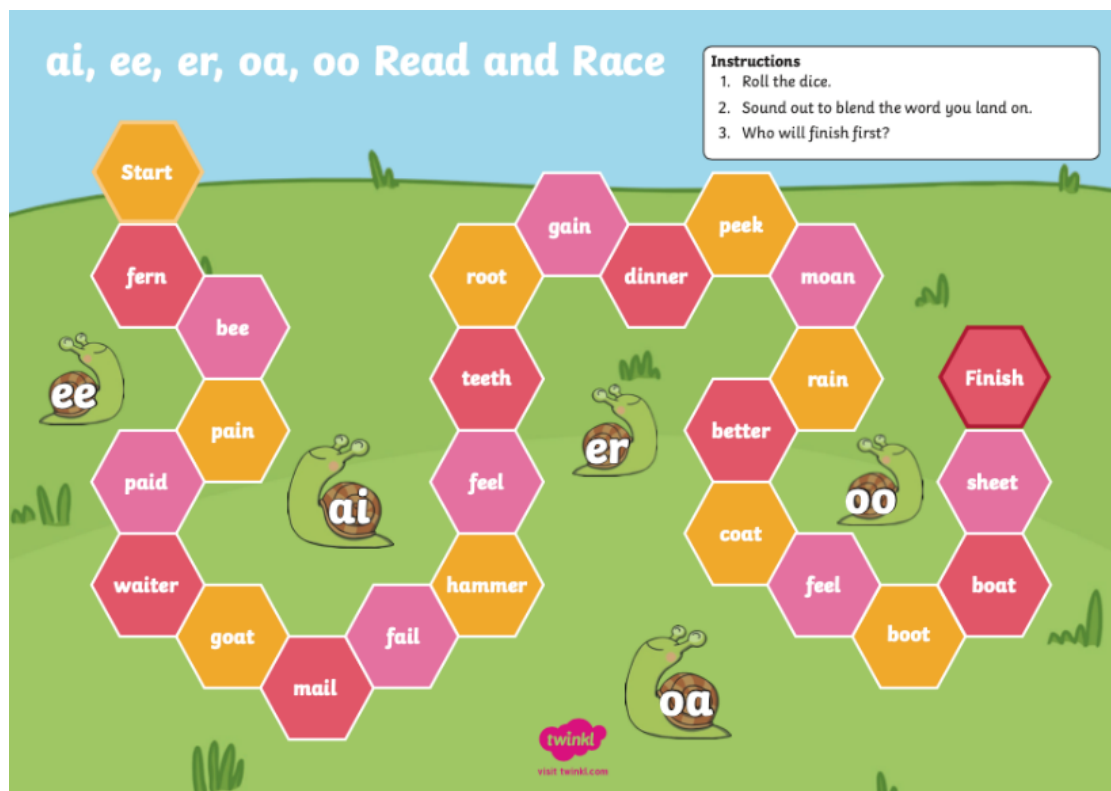 ai, ee, er, oa, oo Read and Race
Instructions
1. Roll the dice.
2. Sound out to blend the word you land on.
3. Who will finish first?
Start
fern
bee
pain
paid
waiter
goat
mail
fail
hammer
feel
teeth
root
gain
dinner
peek
moan
rain
better
coat
feel
boot
boat
sheet
Finish
ee
ai
er
oo
oa
twinkl
visit twinkl.com